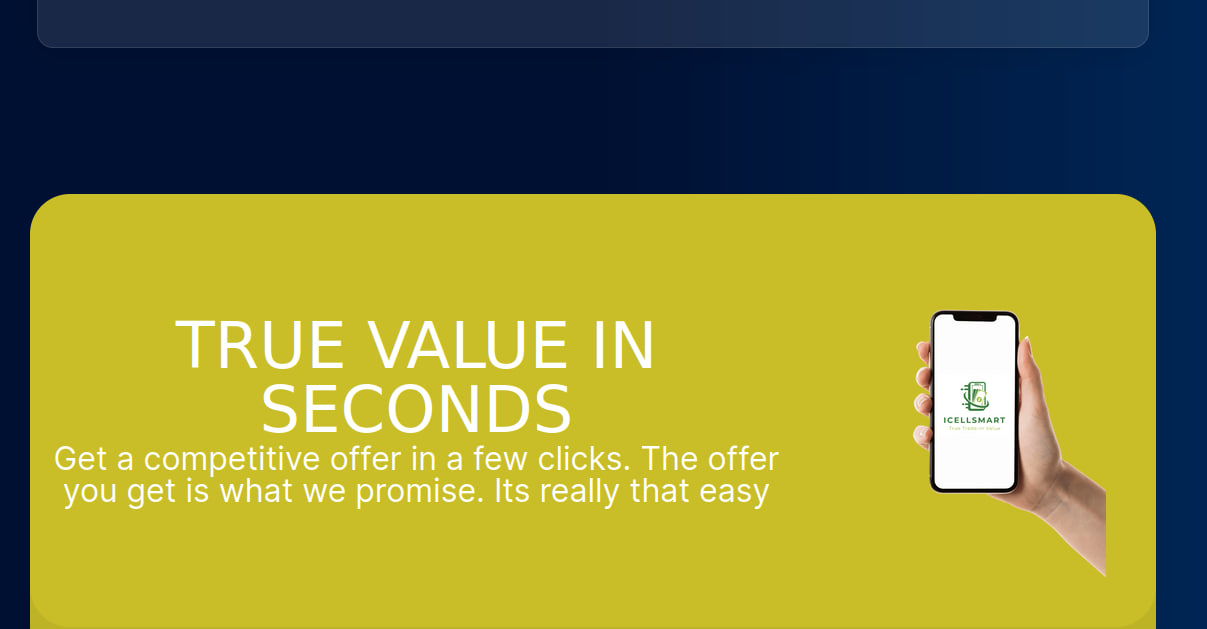 TRUE VALUE IN
SECONDS
Get a competitive offer in a few clicks. The offer
you get is what we promise. Its really that easy
ICELLSMART
True Trade-in Value